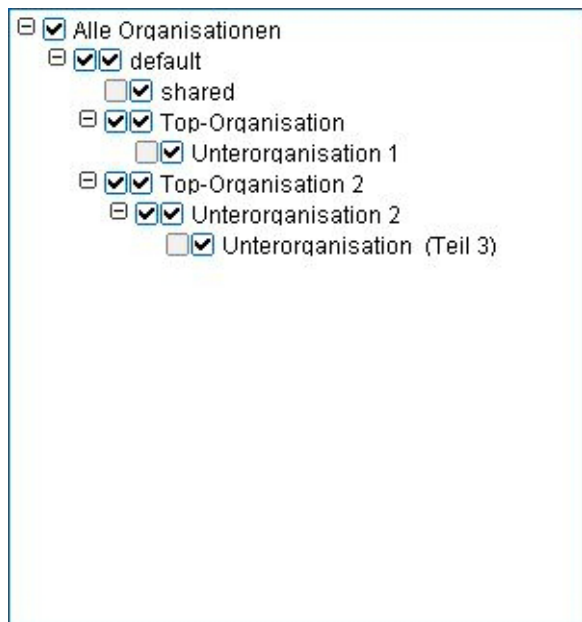 Alle Organisationen
default
shared
Top-Organisation
Unterorganisation 1
Top-Organisation 2
Unterorganisation 2
Unterorganisation (Teil 3)